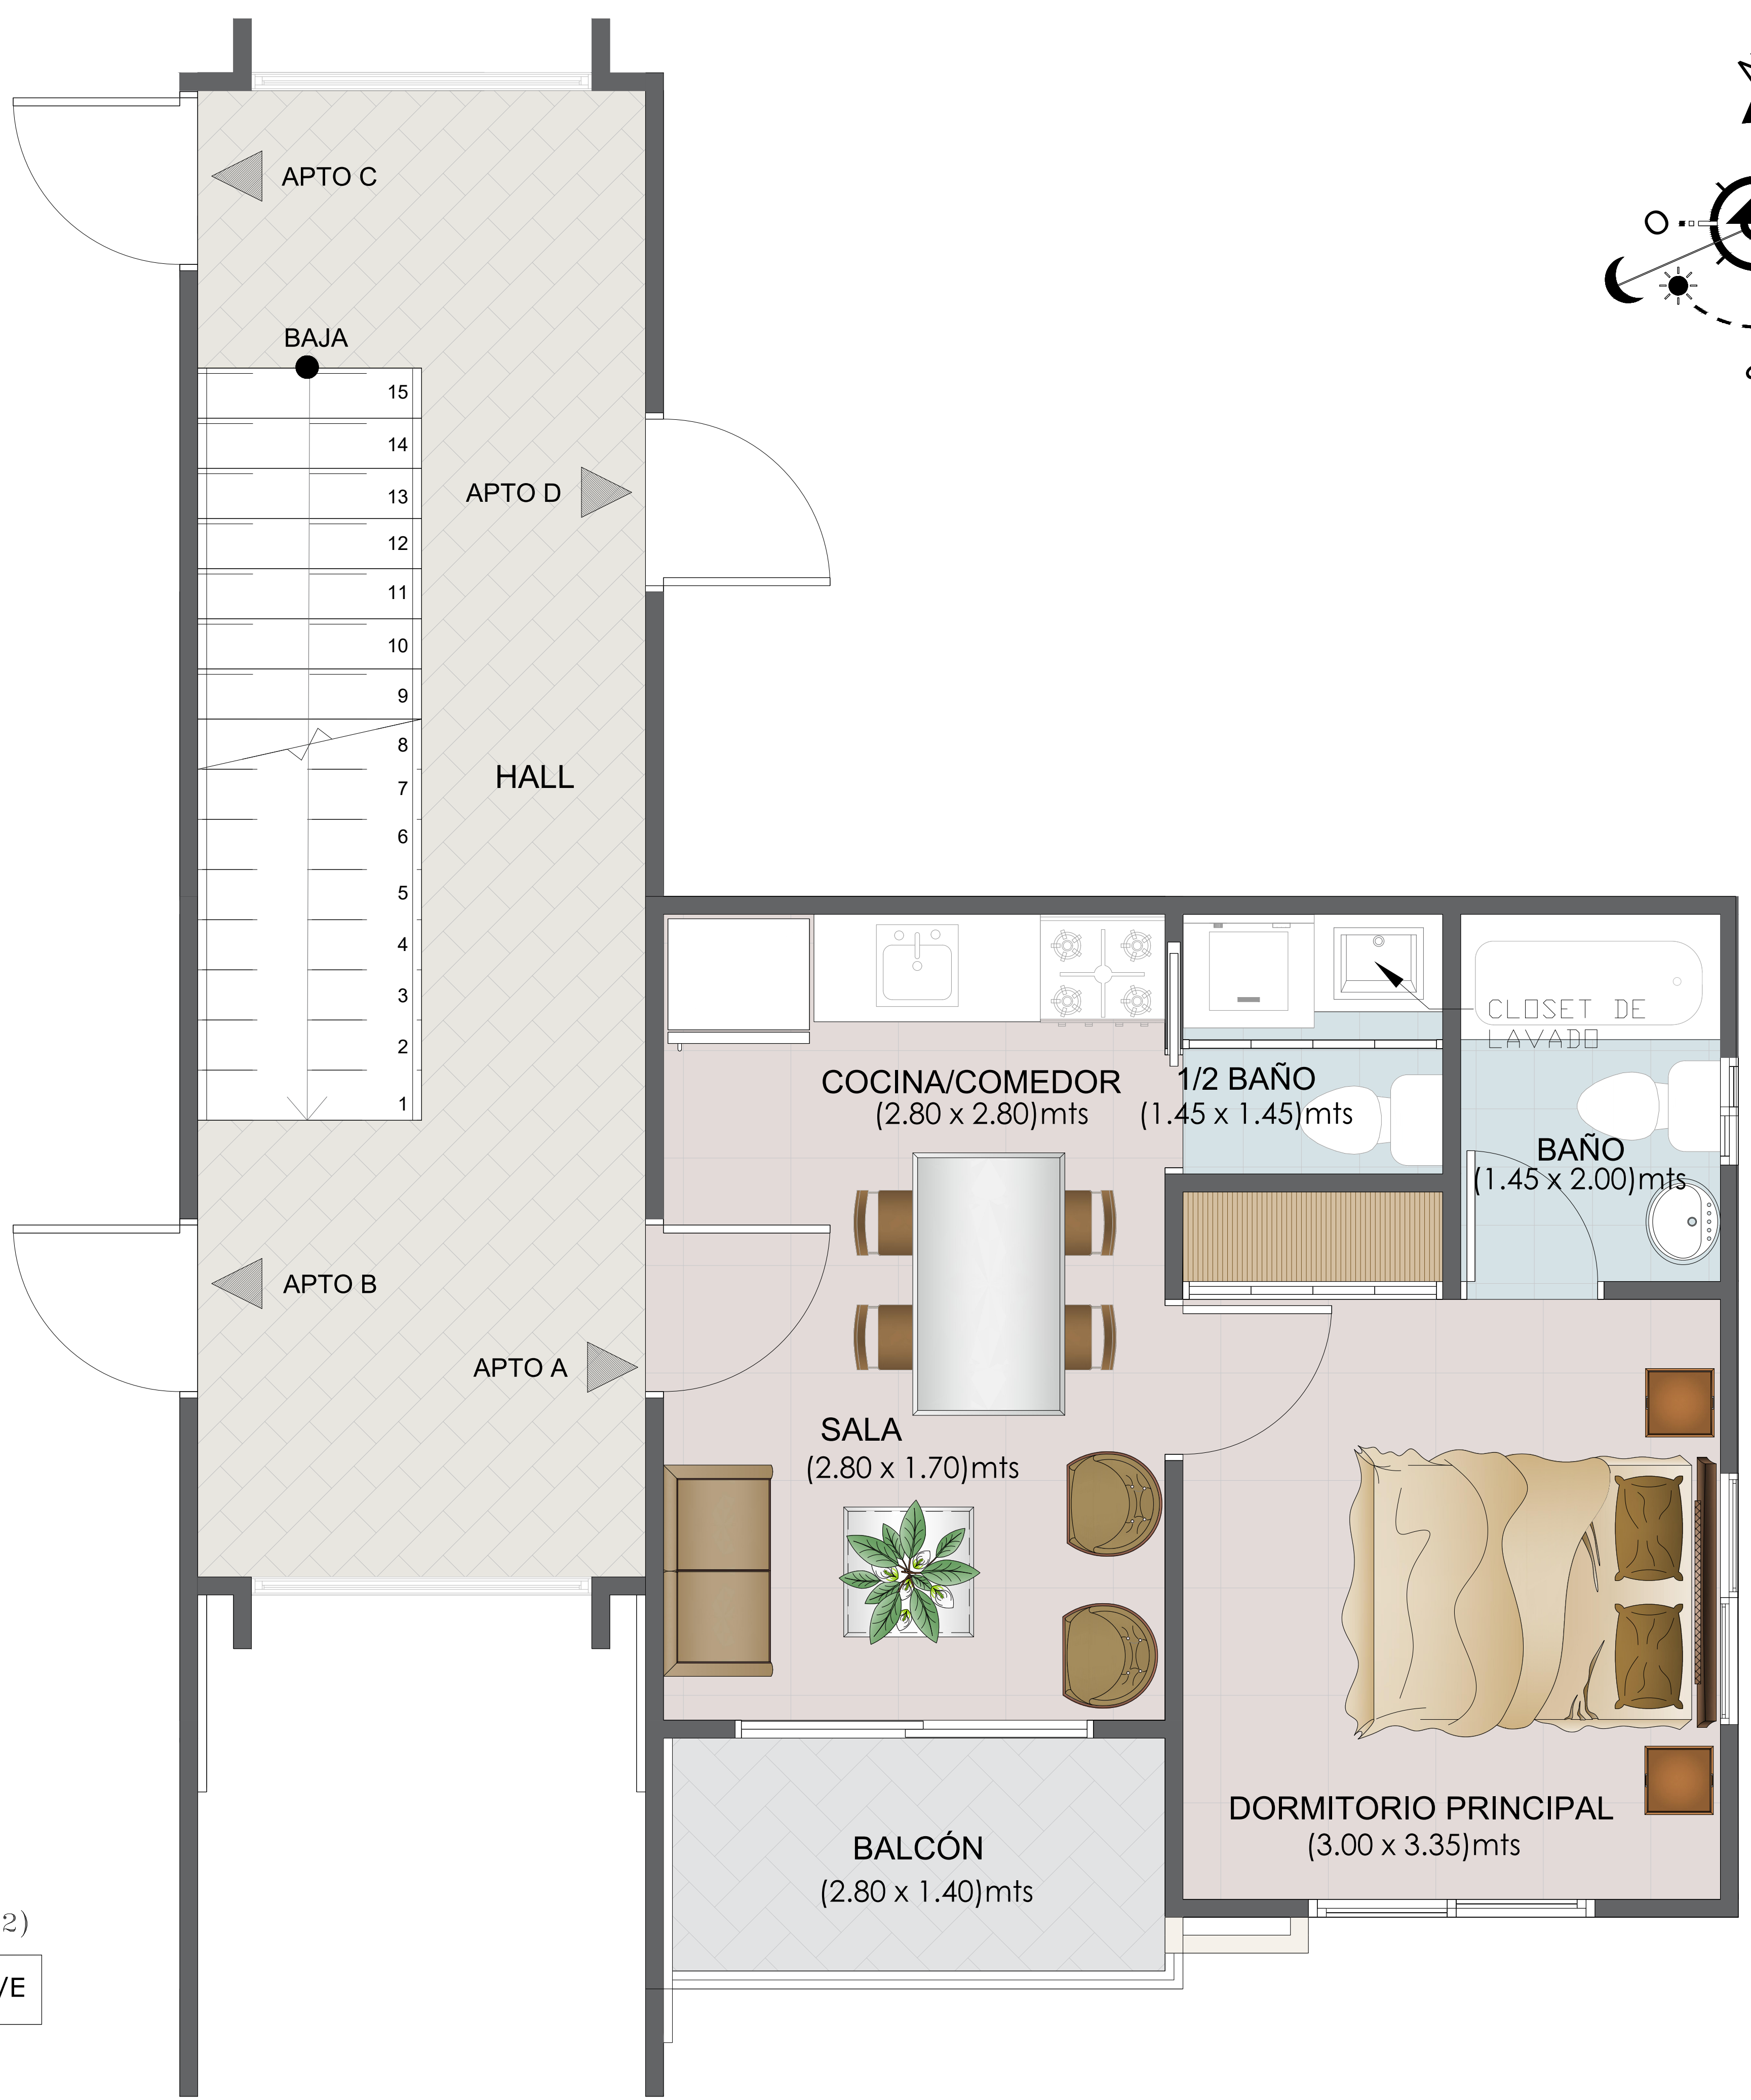 APTO C
O
BAJA
15
14
13
12
11
10
9
8
7
6
5
4
3
2
1
APTO D
HALL
CLOSET DE
LAVADO
COCINA/COMEDOR
(2.80 x 2.80)mts
1/2 BAÑO
(1.45 x 1.45)mts
BAÑO
(1.45 x 2.00)mts
APTO B
APTO A
SALA
(2.80 x 1.70)mts
DORMITORIO PRINCIPAL
(3.00 x 3.35)mts
BALCÓN
(2.80 x 1.40)mts
2)
/E